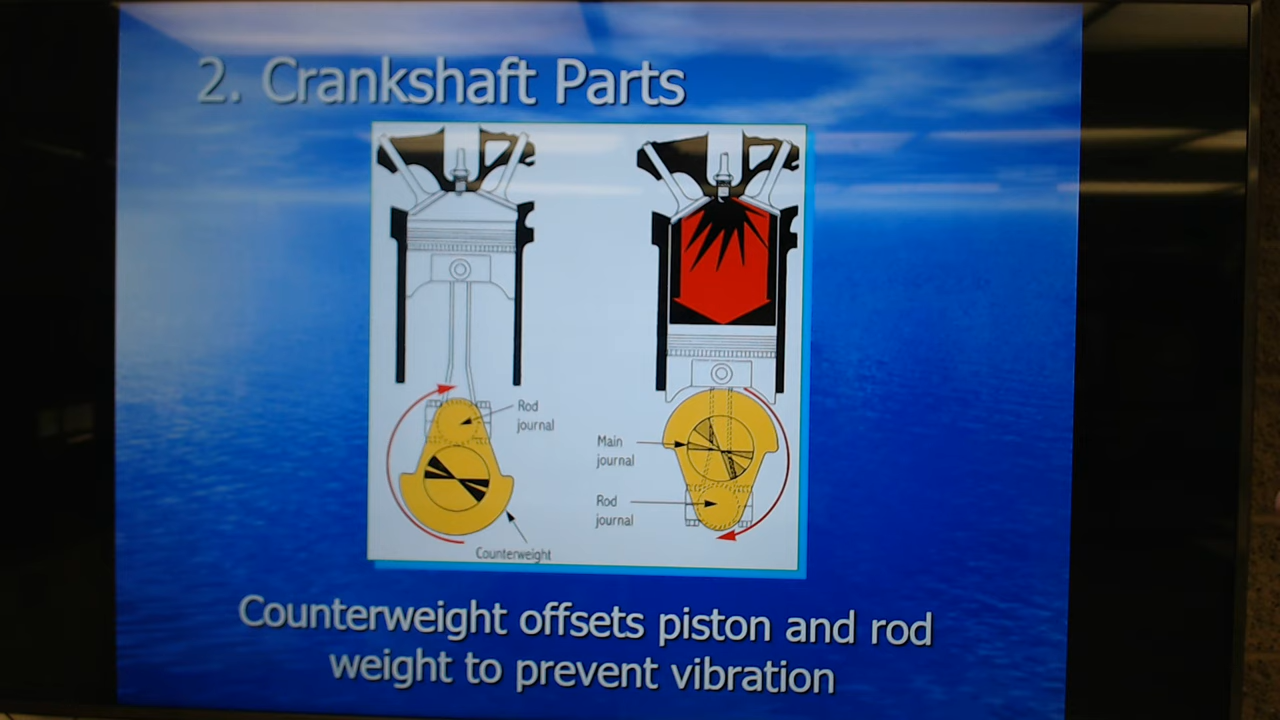 2. Crankshaft Parts
Rod
journal
Main
journal
Rod
journal
Counterweight
Counterweight offsets piston and rod
weight to prevent vibration